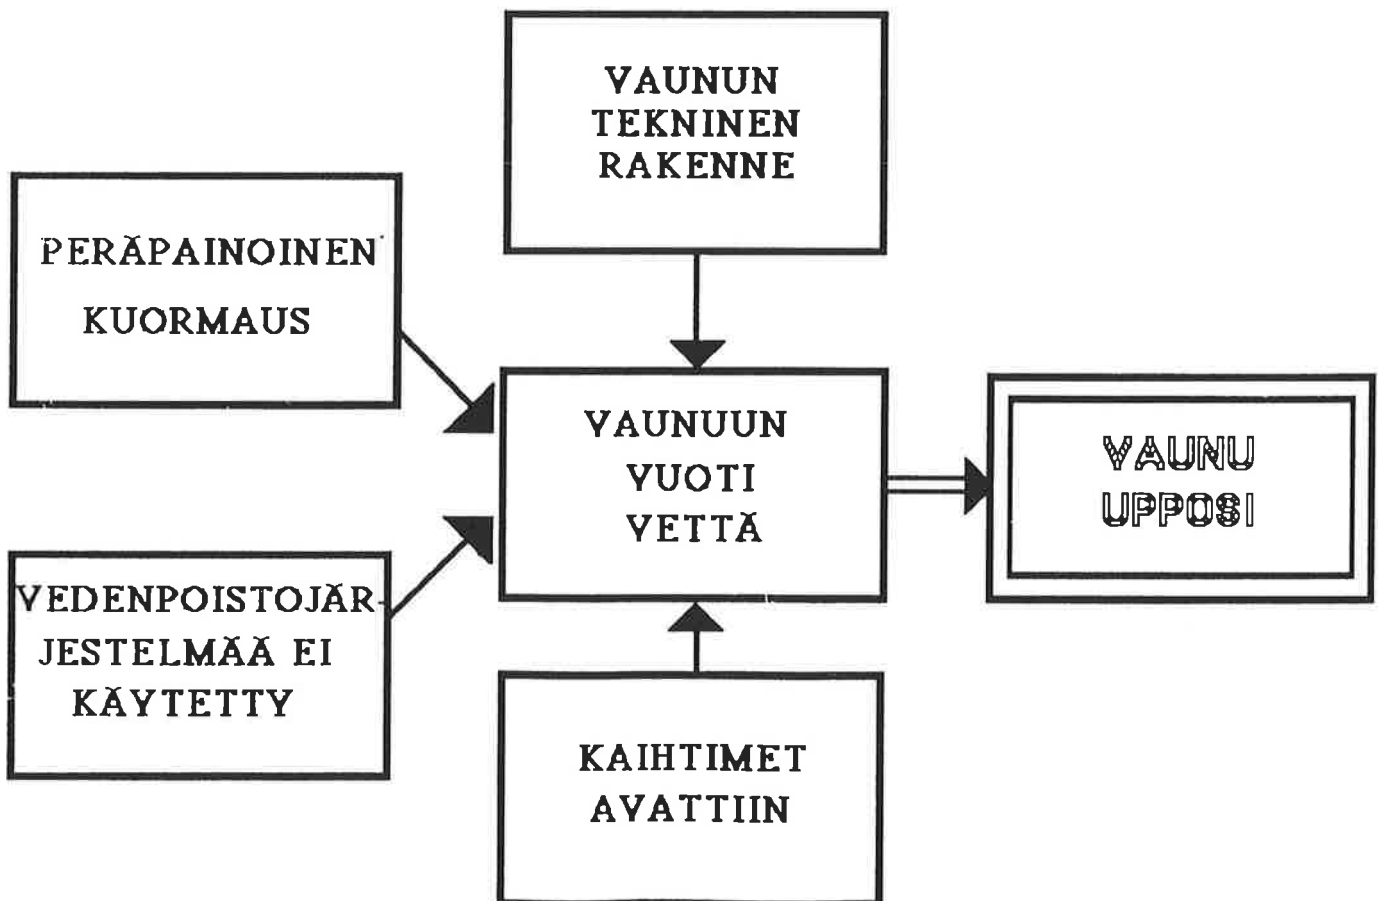 VAUNUN
TEKNINEN
RAKENNE
PERÄPAINOINEN
KUORMAUS
VAUNUUN
VUOTI
VETTÄ
VAUNU
UPPOSI
VEDENPOISTOJÄR-
JESTELMÄÄ EI
KÄYTETTY
KAIHTIMET
AVATTIIN